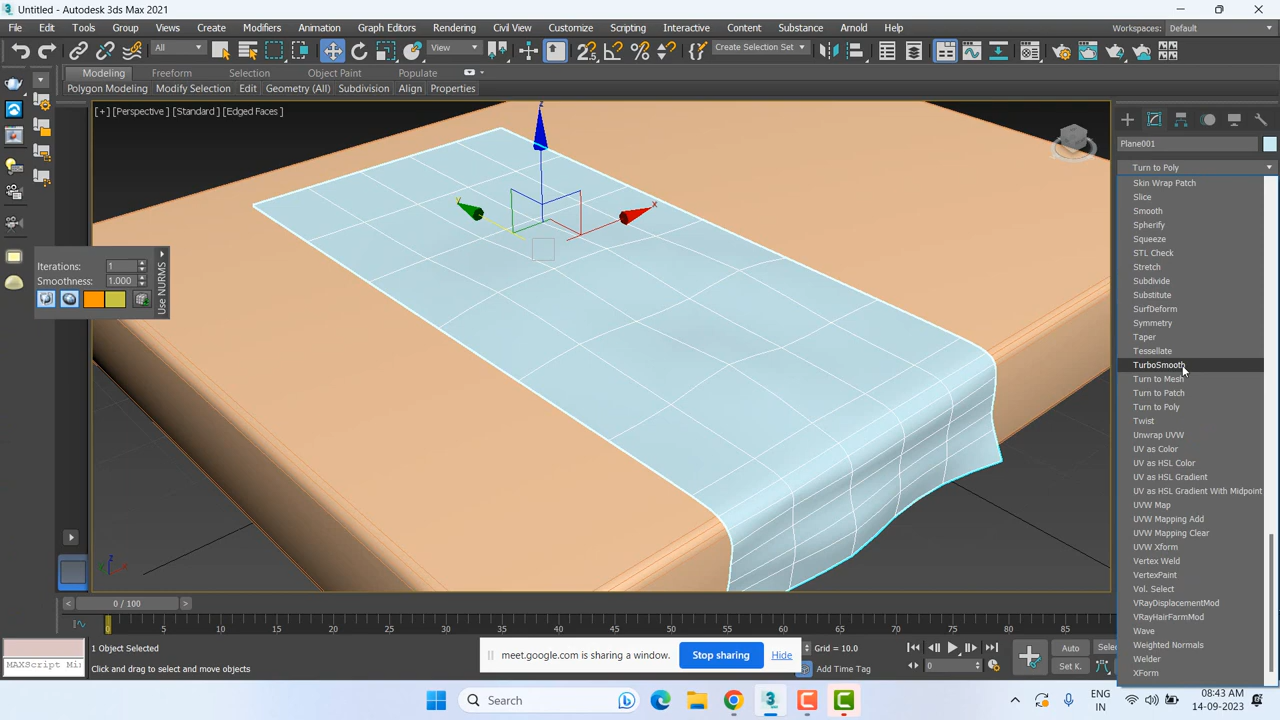 Untitled - Autodesk 3ds Max 2021
File Edit Tools Group Views Create Modifiers Animation Graph Editors Rendering Civil View Customize Scripting Interactive Content Substance Arnold Help Workspaces: Default
All View Create Selection Set
Modeling Freeform Selection Object Paint Populate
Polygon Modeling Modify Selection Edit Geometry (All) Subdivision Align Properties
[+] [Perspective] [Standard] [Edged Faces]
Plane001
Turn to Poly
Skin Wrap Patch
Slice
Smooth
Spherify
Squeeze
STL Check
Stretch
Subdivide
Substitute
SurfDeform
Symmetry
Taper
Tessellate
TurboSmooth
Turn to Mesh
Turn to Patch
Turn to Poly
Twist
Unwrap UVW
UV as Color
UV as HSL Color
UV as HSL Gradient
UV as HSL Gradient With Midpoint
UVW Map
UVW Mapping Add
UVW Mapping Clear
UVW Xform
Vertex Weld
VertexPaint
Vol. Select
VRayDisplacementMod
VRayHairFarmMod
Wave
Weighted Normals
Welder
XForm
Iterations: 1
Smoothness: 1.000
Use NURMS
z
y
x
z
x
< 0 / 100 >
0 5 10 15 20 25 30 35 40 45 50 55 60 65 70 75 80 85
1 Object Selected
MAXScript Mi
Click and drag to select and move objects
meet.google.com is sharing a window. Stop sharing Hide
Grid = 10.0
Add Time Tag
0
Auto Selec
Set K.
Search
ENG
IN
08:43 AM
14-09-2023